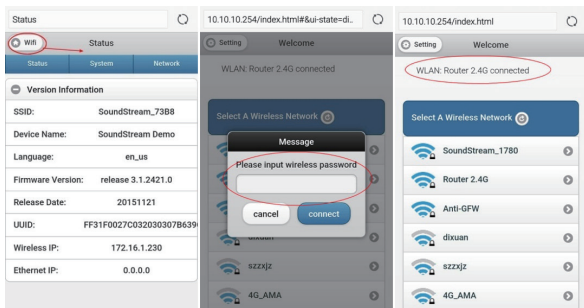 Status
Wifi
Status
Status System Network
Version Information
SSID: SoundStream_73B8
Device Name: SoundStream Demo
Language: en_us
Firmware Version: release 3.1.2421.0
Release Date: 20151121
UUID: FF31F0027C032030307B639
Wireless IP: 172.16.1.230
Ethernet IP: 0.0.0.0
10.10.10.254/index.html#&ui-state=di..
Setting Welcome
WLAN: Router 2.4G connected
Select A Wireless Network
Message
Please input wireless password
cancel connect
dixuan
szzxjz
4G_AMA
10.10.10.254/index.html
Setting Welcome
WLAN: Router 2.4G connected
Select A Wireless Network
SoundStream_1780
Router 2.4G
Anti-GFW
dixuan
szzxjz
4G_AMA